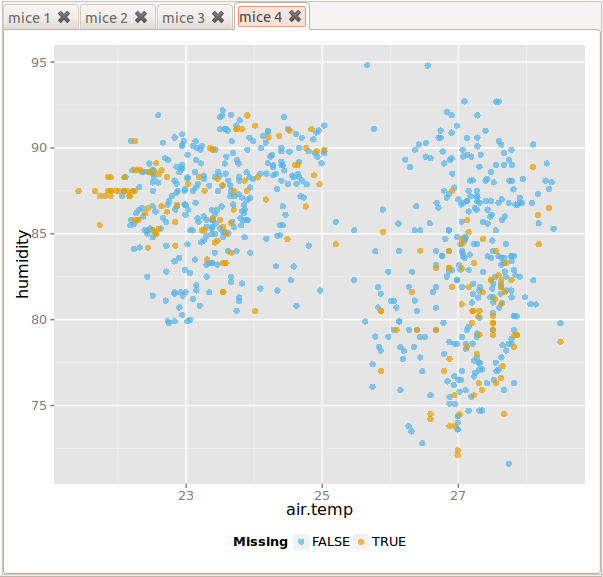 mice 1 ✖ mice 2 ✖ mice 3 ✖ mice 4 ✖
95
90
85
80
75
humidity
23 25 27
air.temp
Missing FALSE TRUE